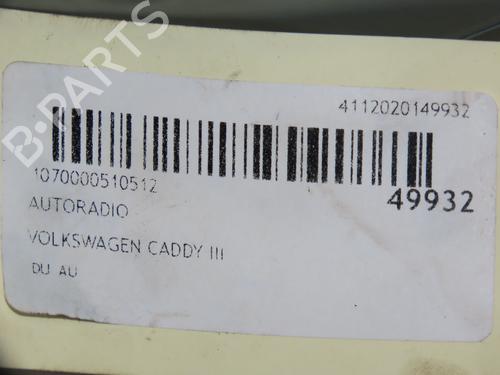 4112020149932
1070000510512
49932
AUTORADIO
VOLKSWAGEN CADDY III
DU AU
B-PARTS